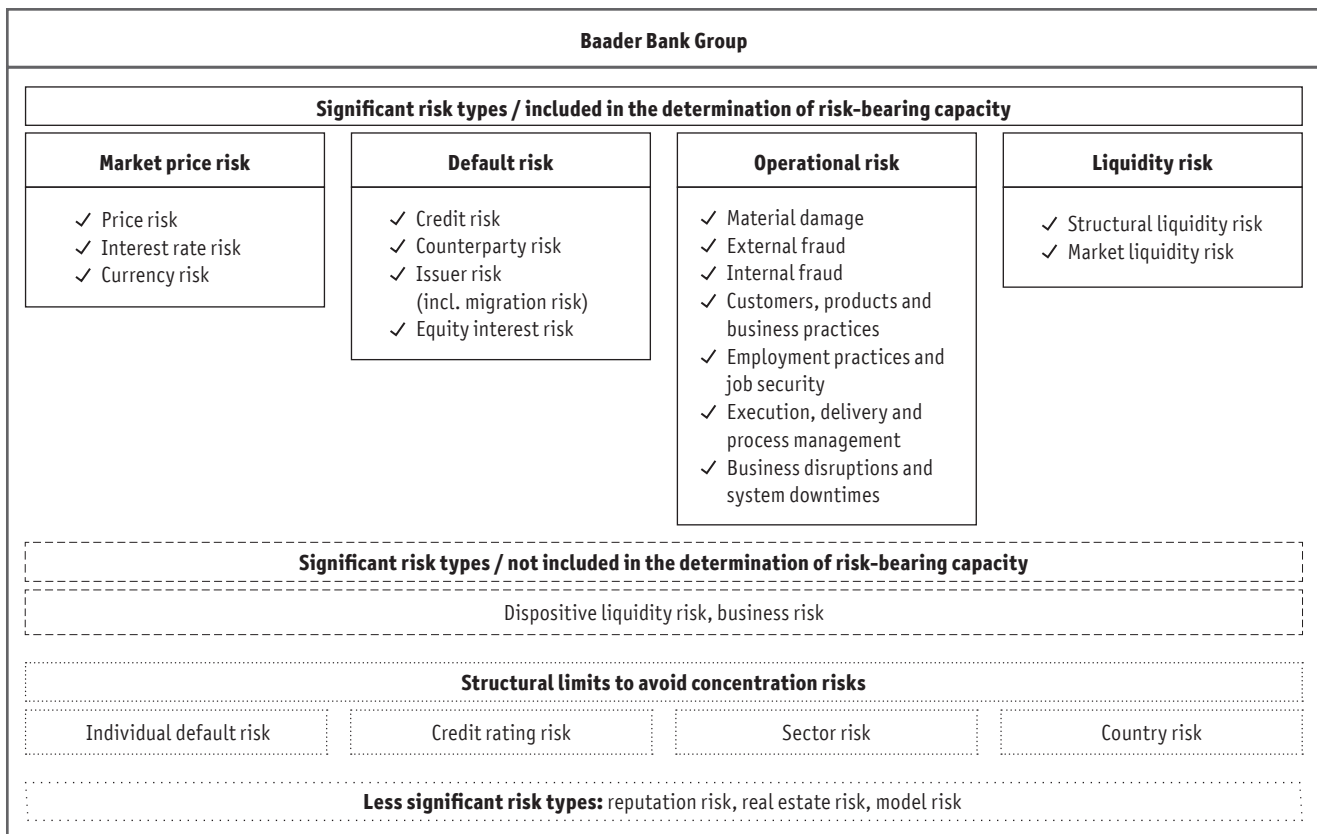 Baader Bank Group
Significant risk types / included in the determination of risk-bearing capacity
Market price risk
✓ Price risk
✓ Interest rate risk
✓ Currency risk
Default risk
✓ Credit risk
✓ Counterparty risk
✓ Issuer risk
(incl. migration risk)
✓ Equity interest risk
Operational risk
✓ Material damage
✓ External fraud
✓ Internal fraud
✓ Customers, products and
business practices
✓ Employment practices and
job security
✓ Execution, delivery and
process management
✓ Business disruptions and
system downtimes
Liquidity risk
✓ Structural liquidity risk
✓ Market liquidity risk
Significant risk types / not included in the determination of risk-bearing capacity
Dispositive liquidity risk, business risk
Structural limits to avoid concentration risks
Individual default risk
Credit rating risk
Sector risk
Country risk
Less significant risk types: reputation risk, real estate risk, model risk